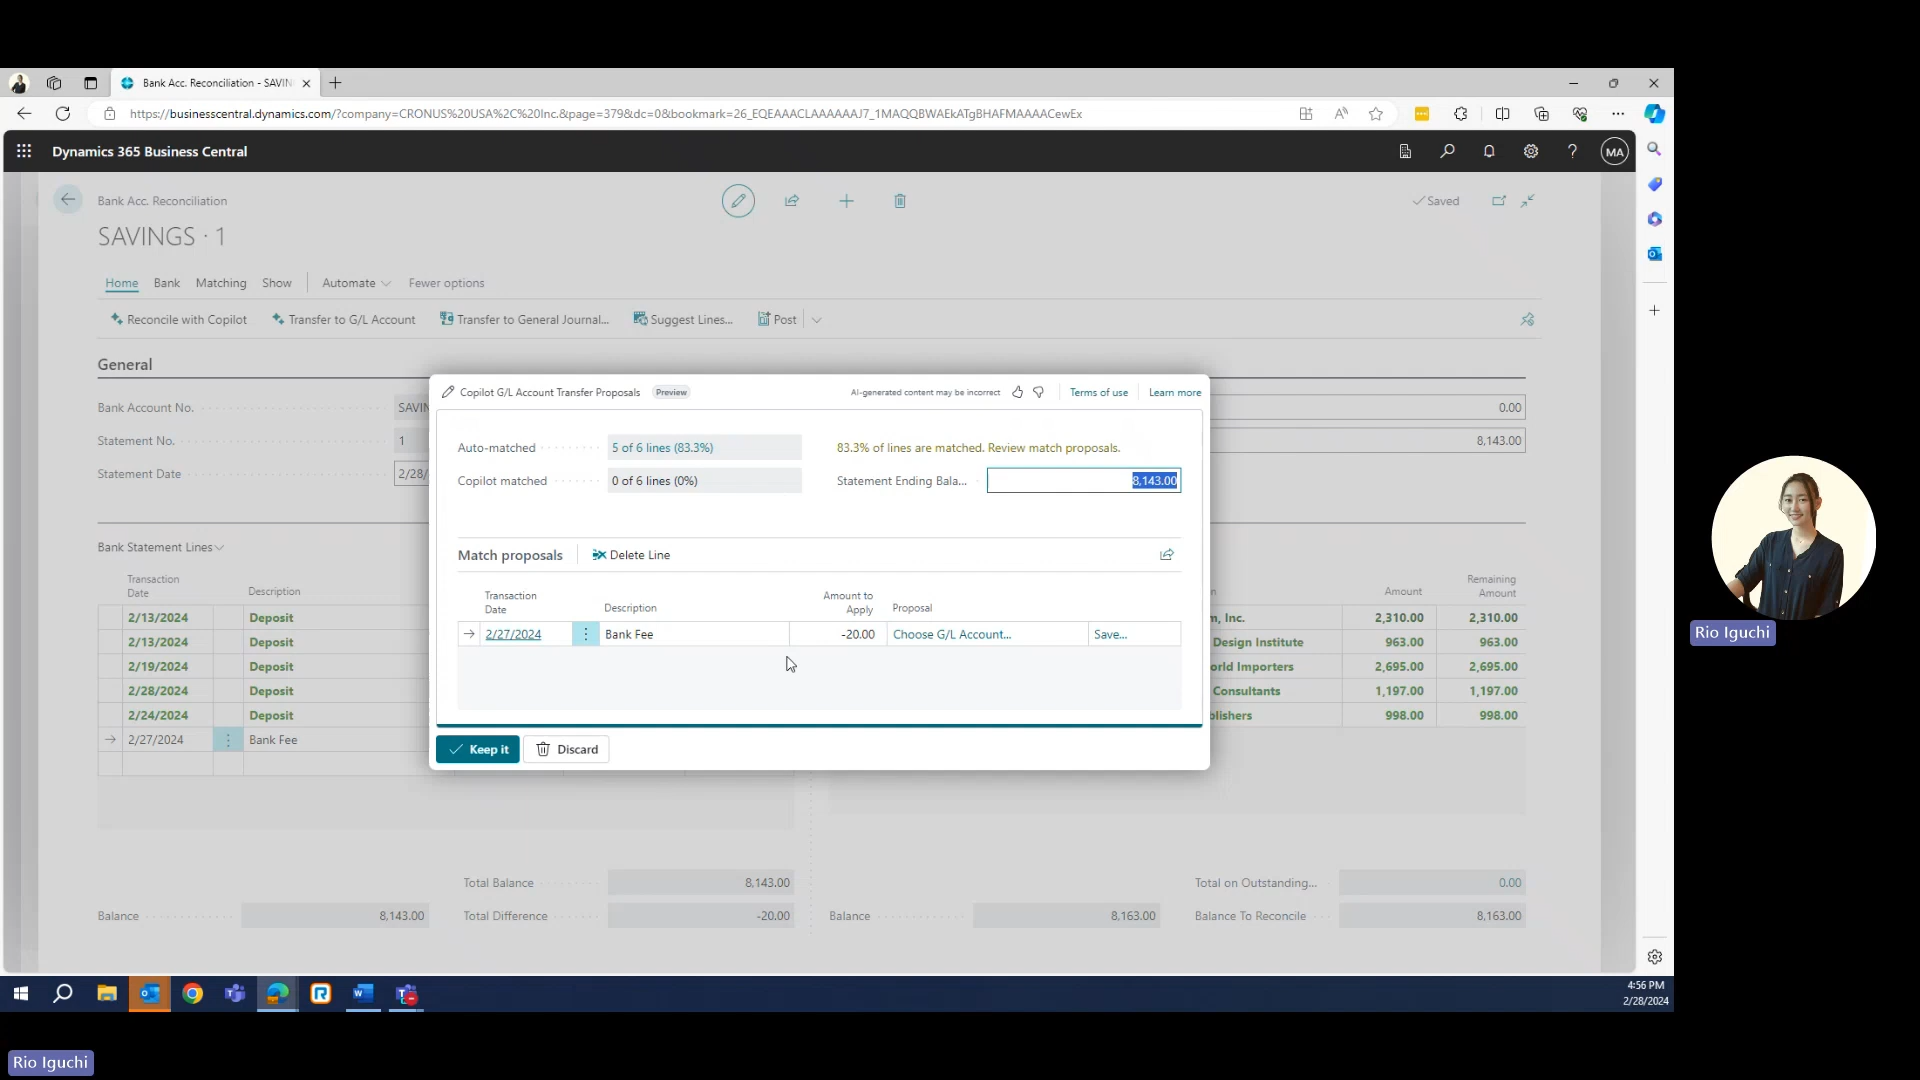 Bank Acc. Reconciliation - SAVIN
https://businesscentral.dynamics.com/?company=CRONUS%20USA%2C%20Inc.&page=379&dc=0&bookmark=26_EQEAAACLAAAAAAJ7_1MAQQBWAEkATgBHAFMAAAACewEx
Dynamics 365 Business Central
MA
Bank Acc. Reconciliation
Saved
SAVINGS · 1
Home Bank Matching Show Automate Fewer options
Reconcile with Copilot Transfer to G/L Account Transfer to General Journal... Suggest Lines... Post
General
Bank Account No. SAVIN
Statement No. 1
Statement Date 2/28/
0.00
8,143.00
Copilot G/L Account Transfer Proposals Preview AI-generated content may be incorrect Terms of use Learn more
Auto-matched 5 of 6 lines (83.3%) 83.3% of lines are matched. Review match proposals.
Copilot matched 0 of 6 lines (0%) Statement Ending Bala... 8,143.00
Match proposals Delete Line
Transaction Date Description Amount to Apply Proposal
2/27/2024 Bank Fee -20.00 Choose G/L Account... Save...
Keep it Discard
Bank Statement Lines
Transaction Date Description
2/13/2024 Deposit
2/13/2024 Deposit
2/19/2024 Deposit
2/28/2024 Deposit
2/24/2024 Deposit
2/27/2024 Bank Fee
n Amount Remaining Amount
n, Inc. 2,310.00 2,310.00
Design Institute 963.00 963.00
orld Importers 2,695.00 2,695.00
Consultants 1,197.00 1,197.00
blishers 998.00 998.00
Total Balance 8,143.00
Balance 8,143.00 Total Difference -20.00
Total on Outstanding... 0.00
Balance 8,163.00 Balance To Reconcile 8,163.00
4:56 PM
2/28/2024
Rio Iguchi
Rio Iguchi